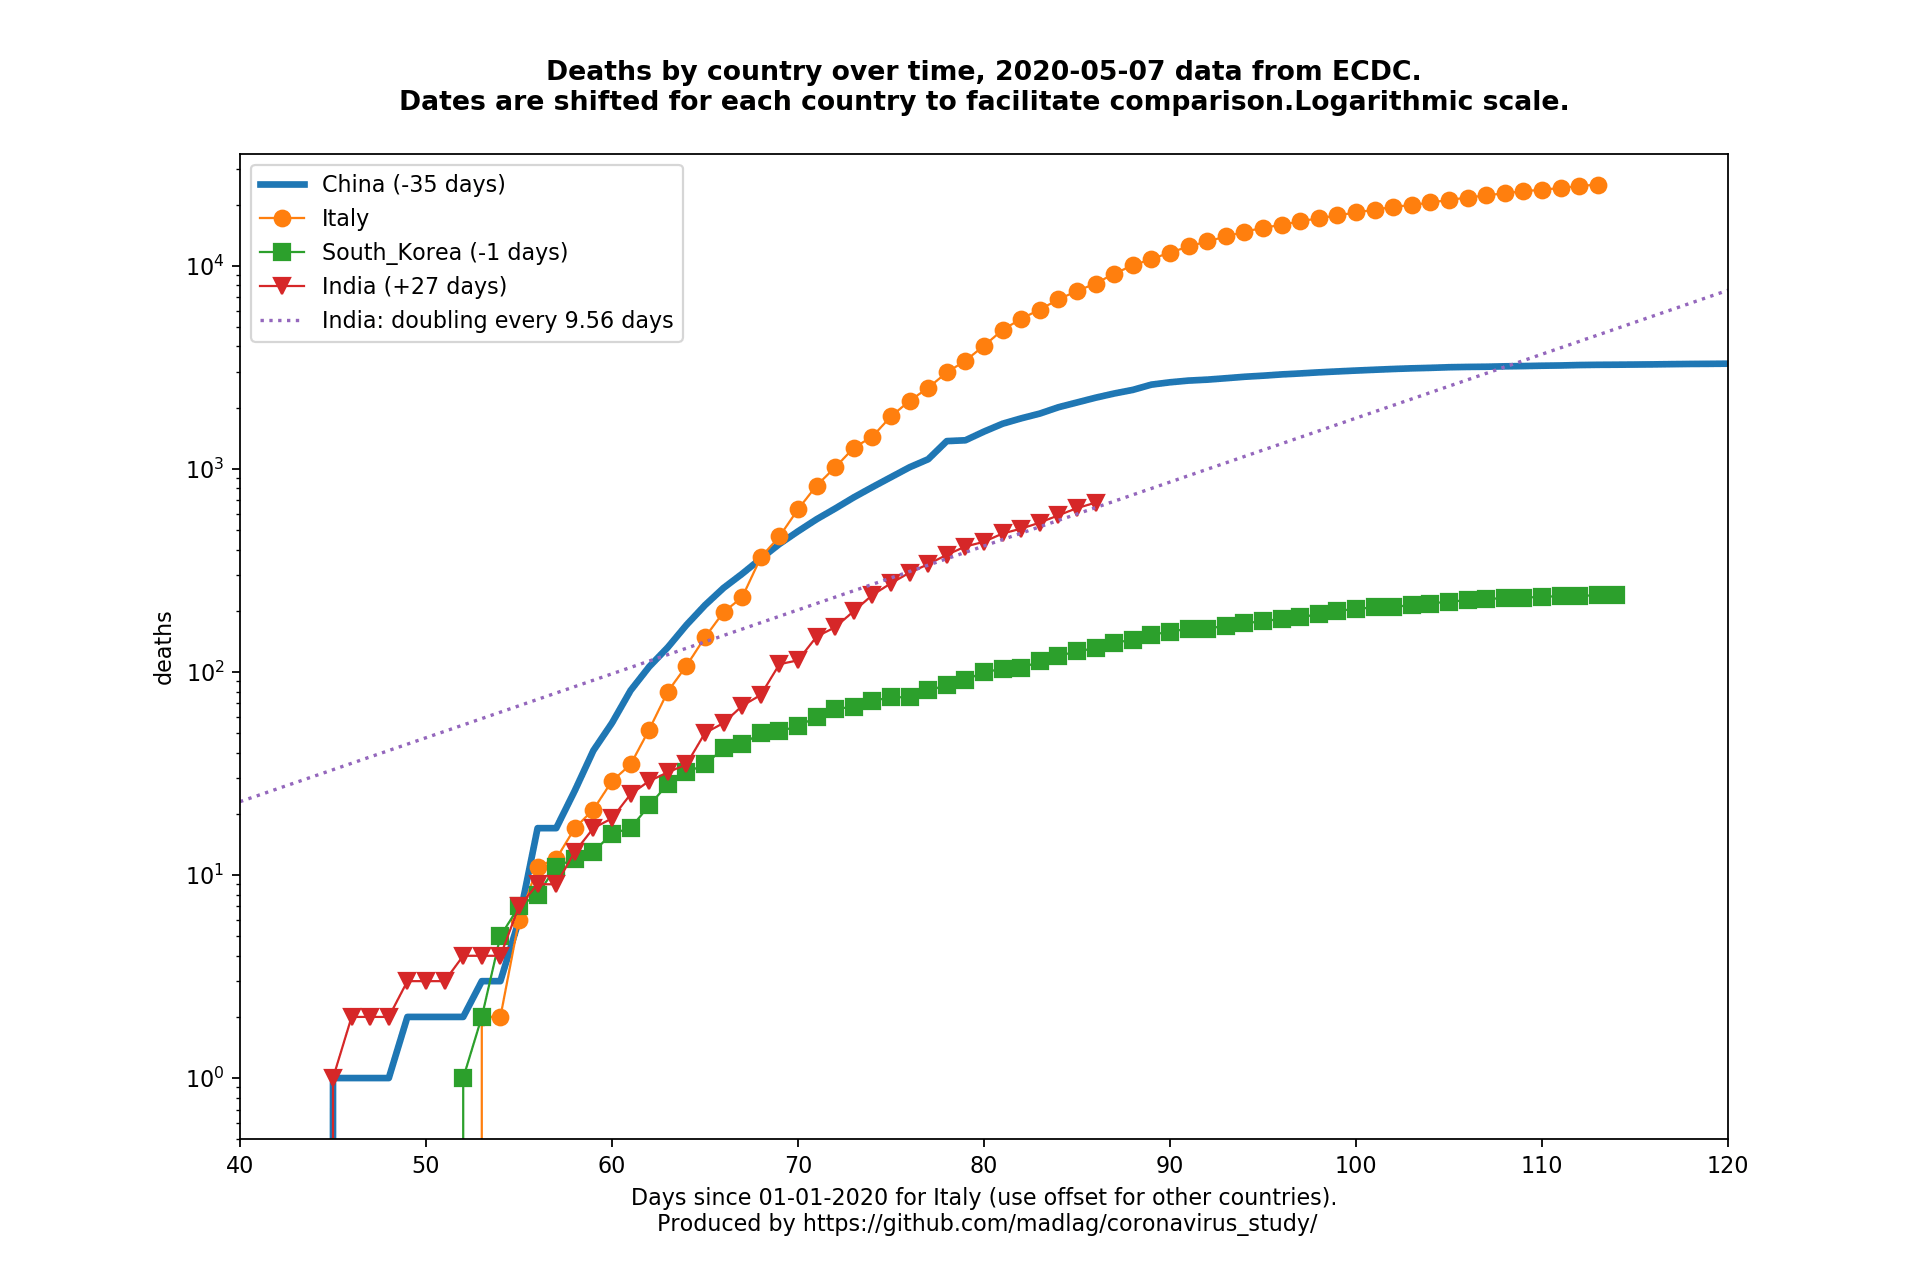 Deaths by country over time, 2020-05-07 data from ECDC.
Dates are shifted for each country to facilitate comparison.Logarithmic scale.
China (-35 days)
Italy
South_Korea (-1 days)
India (+27 days)
India: doubling every 9.56 days
deaths
10⁴
10³
10²
10¹
10⁰
40 50 60 70 80 90 100 110 120
Days since 01-01-2020 for Italy (use offset for other countries).
Produced by https://github.com/madlag/coronavirus_study/